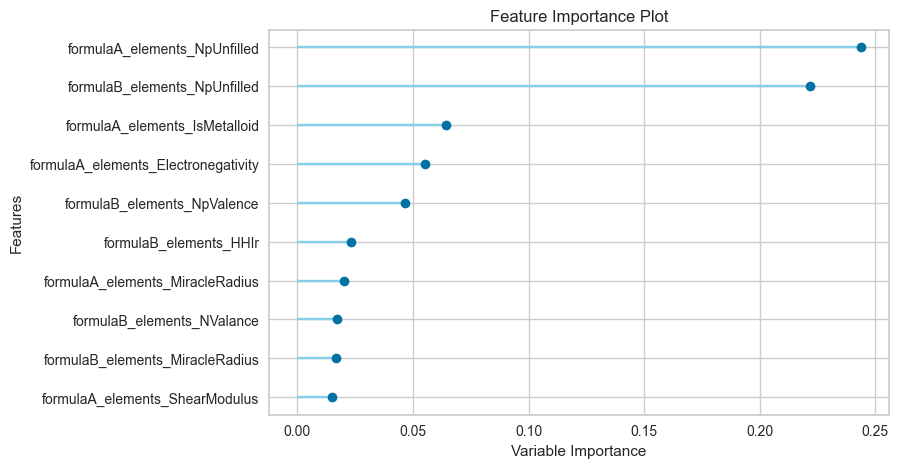 Feature Importance Plot
formulaA_elements_NpUnfilled
formulaB_elements_NpUnfilled
formulaA_elements_IsMetalloid
formulaA_elements_Electronegativity
formulaB_elements_NpValence
formulaB_elements_HHIr
formulaA_elements_MiracleRadius
formulaB_elements_NValance
formulaB_elements_MiracleRadius
formulaA_elements_ShearModulus
Features
0.00 0.05 0.10 0.15 0.20 0.25
Variable Importance